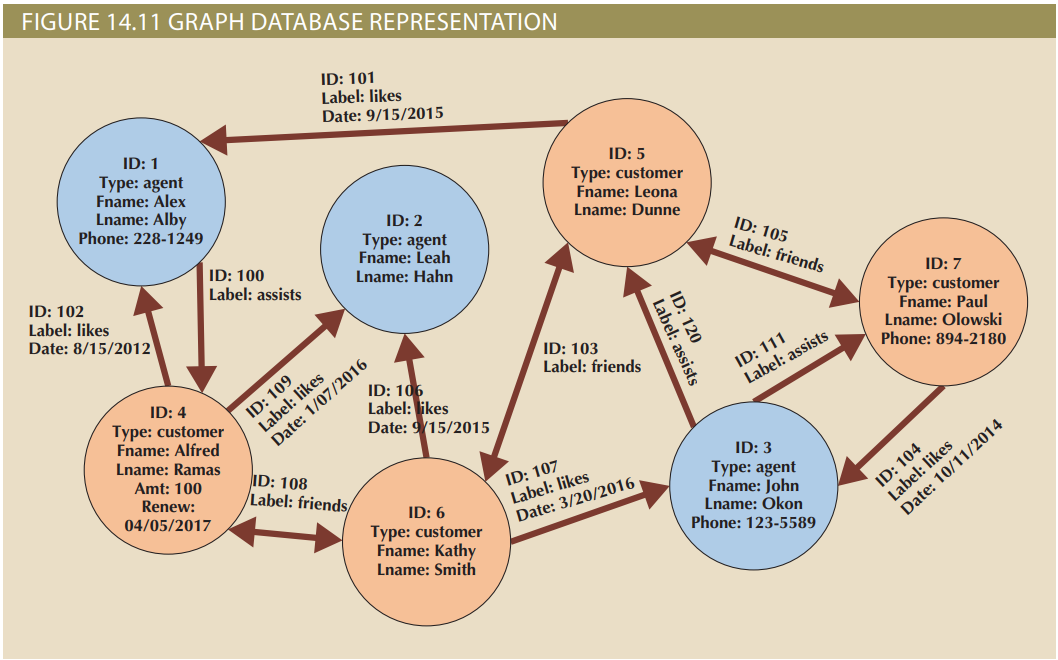 FIGURE 14.11 GRAPH DATABASE REPRESENTATION
ID: 101
Label: likes
Date: 9/15/2015
ID: 1
Type: agent
Fname: Alex
Lname: Alby
Phone: 228-1249
ID: 2
Type: agent
Fname: Leah
Lname: Hahn
ID: 5
Type: customer
Fname: Leona
Lname: Dunne
ID: 105
Label: friends
ID: 7
Type: customer
Fname: Paul
Lname: Olowski
Phone: 894-2180
ID: 100
Label: assists
ID: 102
Label: likes
Date: 8/15/2012
ID: 109
Label: likes
Date: 1/07/2016
ID: 106
Label: likes
Date: 9/15/2015
ID: 103
Label: friends
ID: 120
Label: assists
ID: 111
Label: assists
ID: 4
Type: customer
Fname: Alfred
Lname: Ramas
Amt: 100
Renew:
04/05/2017
ID: 108
Label: friends
ID: 6
Type: customer
Fname: Kathy
Lname: Smith
ID: 107
Label: likes
Date: 3/20/2016
ID: 3
Type: agent
Fname: John
Lname: Okon
Phone: 123-5589
ID: 104
Label: likes
Date: 10/11/2014